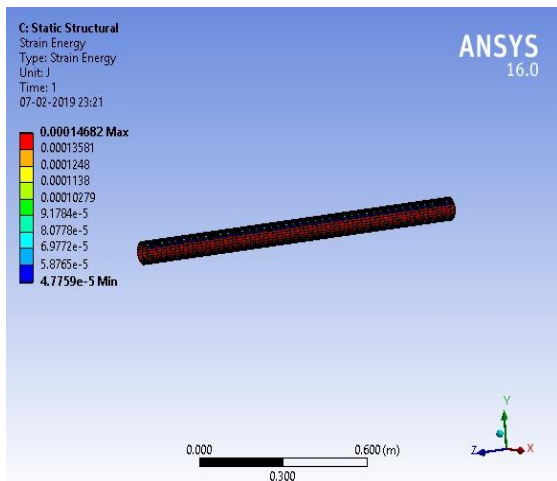 C: Static Structural
Strain Energy
Type: Strain Energy
Unit: J
Time: 1
07-02-2019 23:21
ANSYS
16.0
0.00014682 Max
0.00013581
0.0001248
0.0001138
0.00010279
9.1784e-5
8.0778e-5
6.9772e-5
5.8765e-5
4.7759e-5 Min
0.000
0.600 (m)
0.300
Y
Z
X